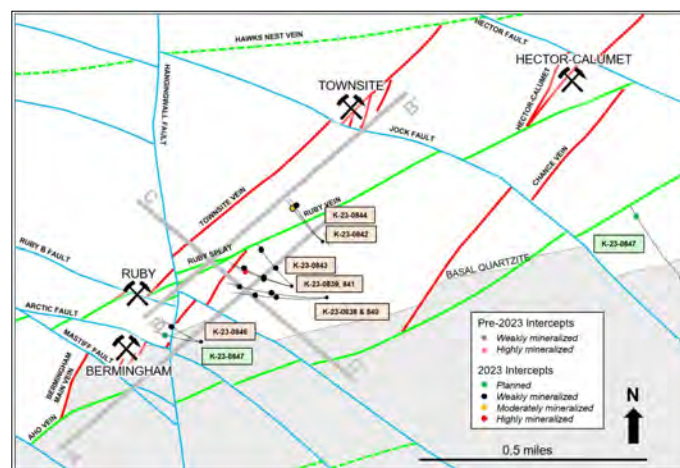 HAWKS NEST VEIN
HECTOR FAULT
HECTOR-CALUMET
TOWNSITE
HANGINGWALL FAULT
B'
HECTOR-CALUMET
JOCK FAULT
CHANCE VEIN
C
TOWNSITE VEIN
RUBY VEIN
K-23-0844
K-23-0842
K-23-0847
RUBY B FAULT
RUBY SPLAY
K-23-0843
BASAL QUARTZITE
RUBY
K-23-0839, 841
ARCTIC FAULT
K-23-0838 & 840
MASTIFF FAULT
K-23-0846
K-23-0847
BERMINGHAM
BERMINGHAM
MAIN VEIN
AHO VEIN
Pre-2023 Intercepts
Weakly mineralized
Highly mineralized
2023 Intercepts
Planned
Weakly mineralized
Moderately mineralized
Highly mineralized
N
0.5 miles